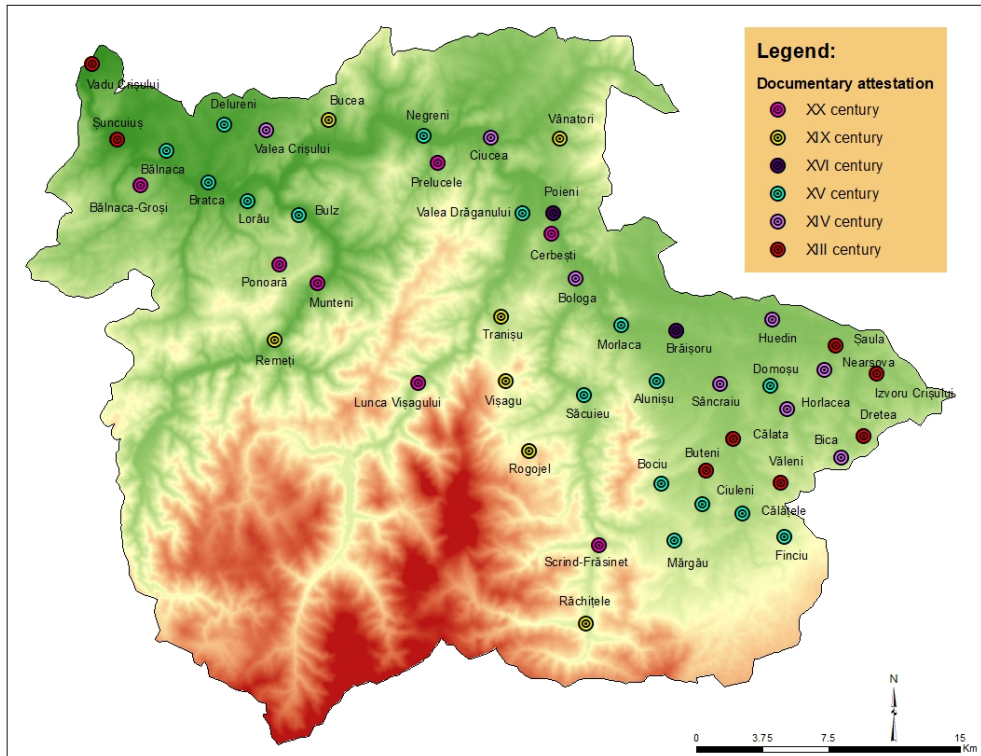 Legend:
Documentary attestation
XX century
XIX century
XVI century
XV century
XIV century
XIII century
Vadu Crișului
Șuncuiuș
Delureni
Bucea
Valea Crișului
Negreni
Ciucea
Vânatori
Bălnaca
Prelucele
Bălnaca-Groși
Bratca
Lorău
Bulz
Valea Drăganului
Poieni
Cerbești
Ponoară
Munteni
Bologa
Remeți
Tranișu
Morlaca
Brăișoru
Huedin
Șaula
Nearșova
Domoșu
Izvoru Crișului
Lunca Vișagului
Vișagu
Săcuieu
Alunișu
Sâncraiu
Horlacea
Dretea
Călata
Bica
Rogojel
Bociu
Buteni
Văleni
Ciuleni
Călățele
Scrind-Frăsinet
Mărgău
Finciu
Răchițele
N
0 3.75 7.5 15
Km